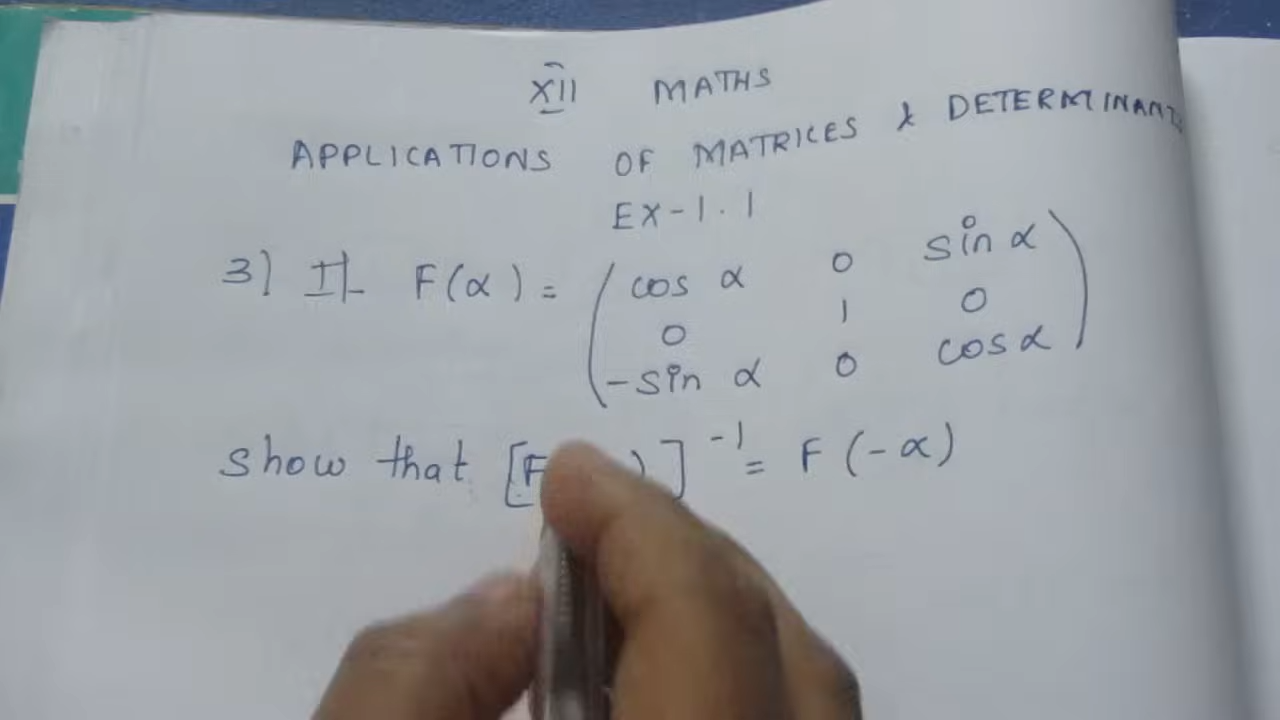 XII MATHS
APPLICATIONS OF MATRICES & DETERMINANTS
EX-1.1
3) If F(α) = ( cos α 0 sin α
0 1 0
-sin α 0 cos α )
show that [F )]⁻¹ = F(-α)